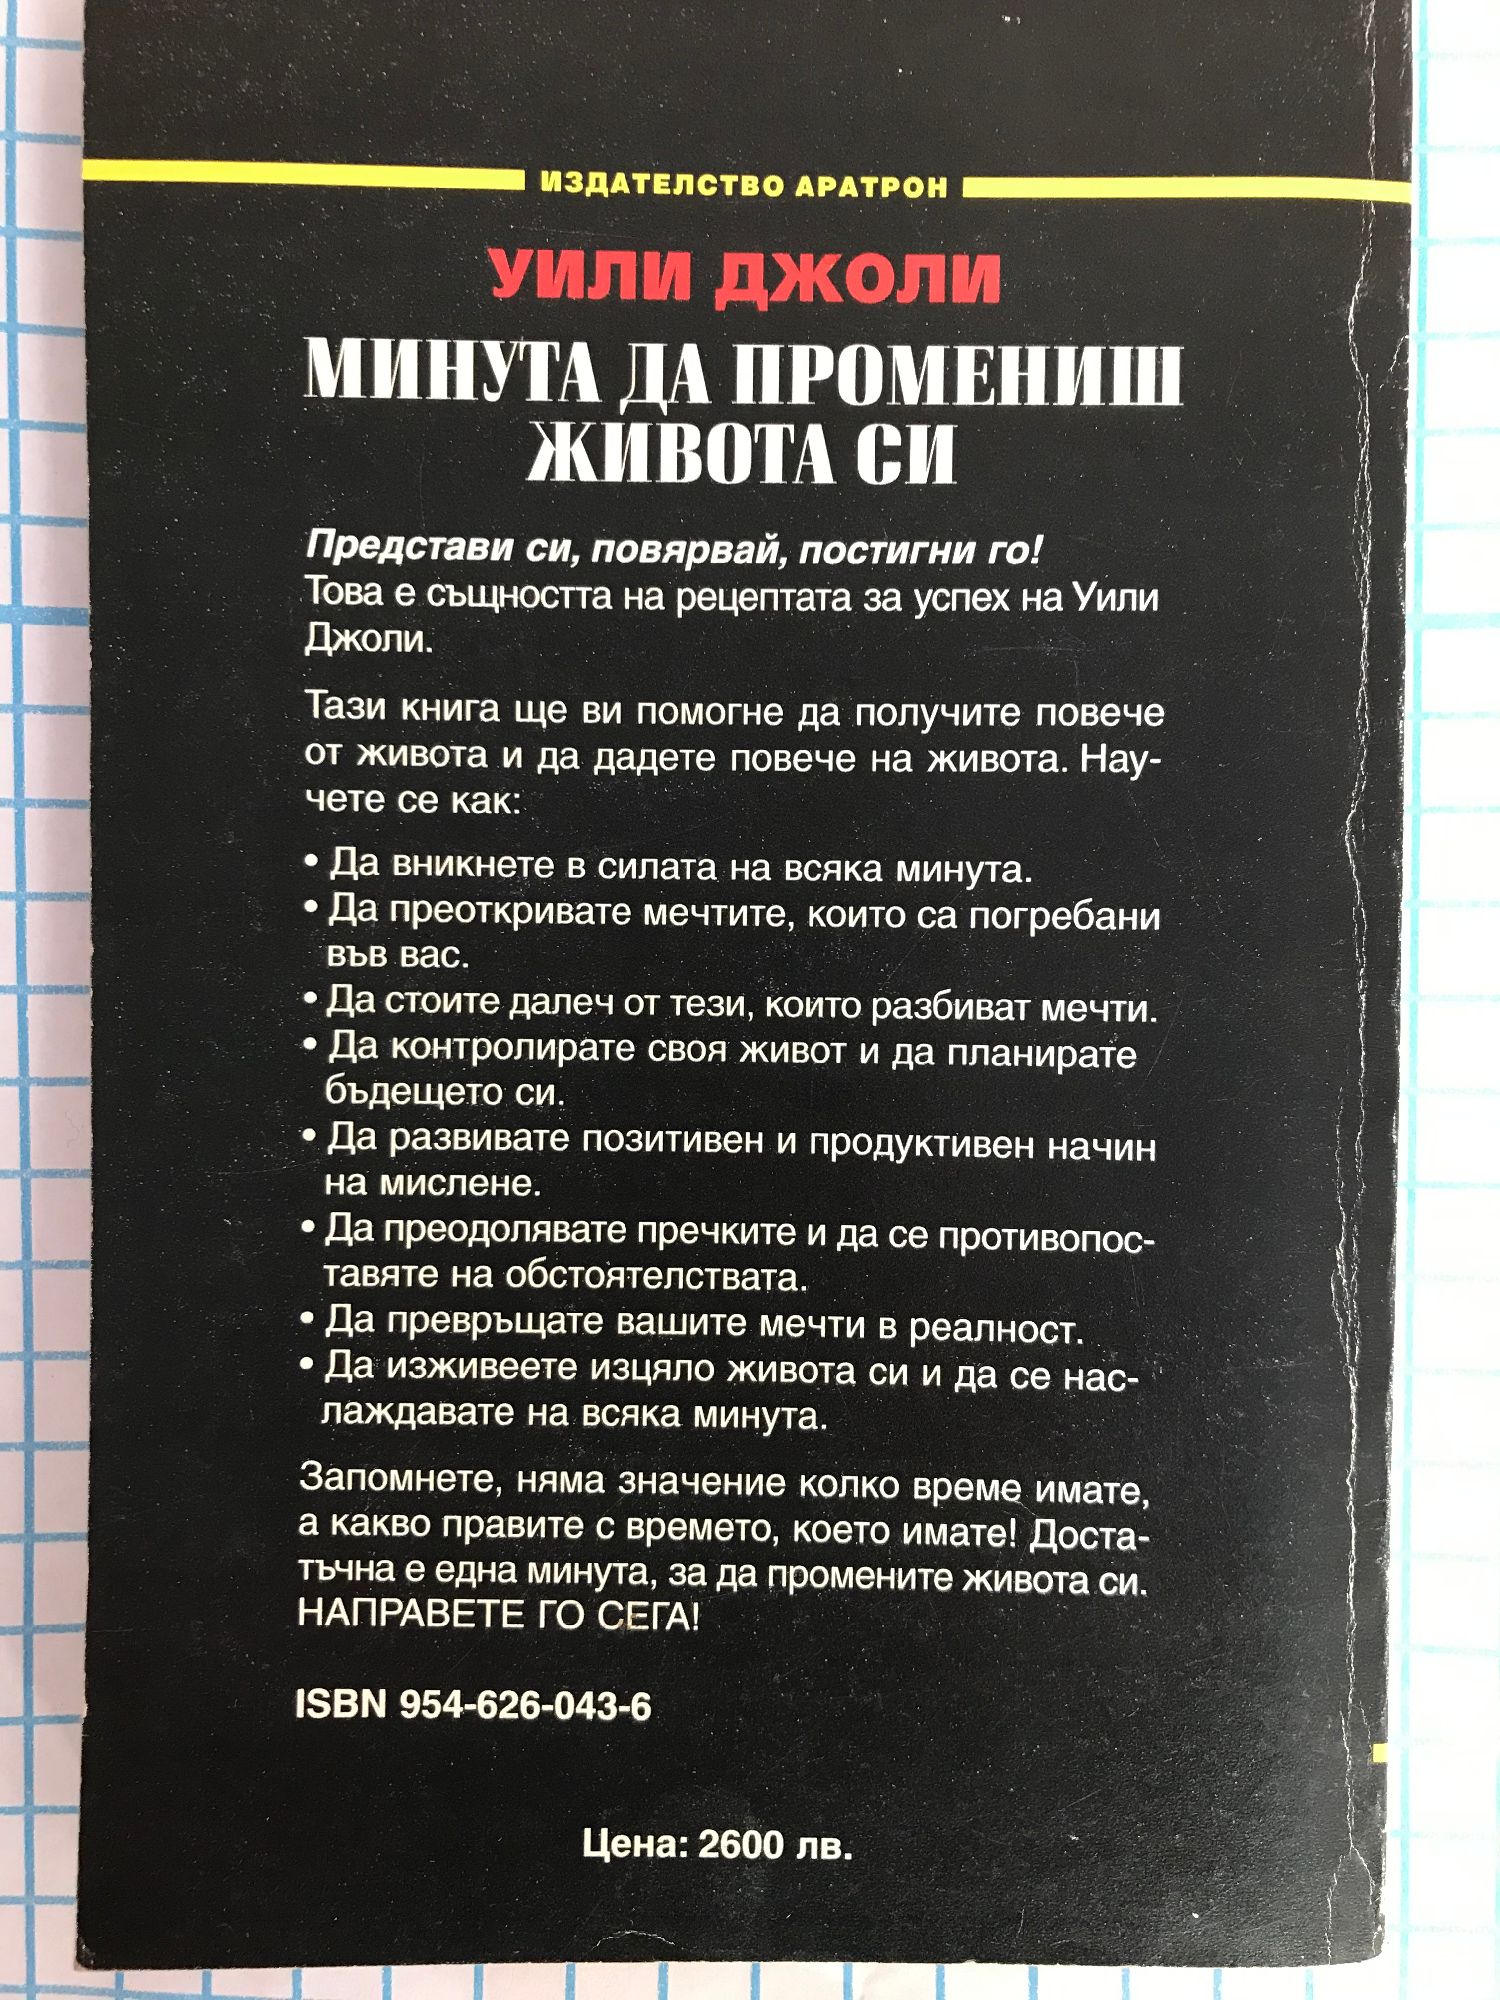 ИЗДАТЕЛСТВО АРАТРОН
УИЛИ ДЖОЛИ
МИНУТА ДА ПРОМЕНИШ
ЖИВОТА СИ
Представи си, повярвай, постигни го!
Това е същността на рецептата за успех на Уили
Джоли.
Тази книга ще ви помогне да получите повече
от живота и да дадете повече на живота. Нау-
чете се как:
• Да вникнете в силата на всяка минута.
• Да преоткривате мечтите, които са погребани
във вас.
• Да стоите далеч от тези, които разбиват мечти.
• Да контролирате своя живот и да планирате
бъдещето си.
• Да развивате позитивен и продуктивен начин
на мислене.
• Да преодолявате пречките и да се противопос-
тавяте на обстоятелствата.
• Да превръщате вашите мечти в реалност.
• Да изживеете изцяло живота си и да се нас-
лаждавате на всяка минута.
Запомнете, няма значение колко време имате,
а какво правите с времето, което имате! Доста-
тъчна е една минута, за да промените живота си.
НАПРАВЕТЕ ГО СЕГА!
ISBN 954-626-043-6
Цена: 2600 лв.